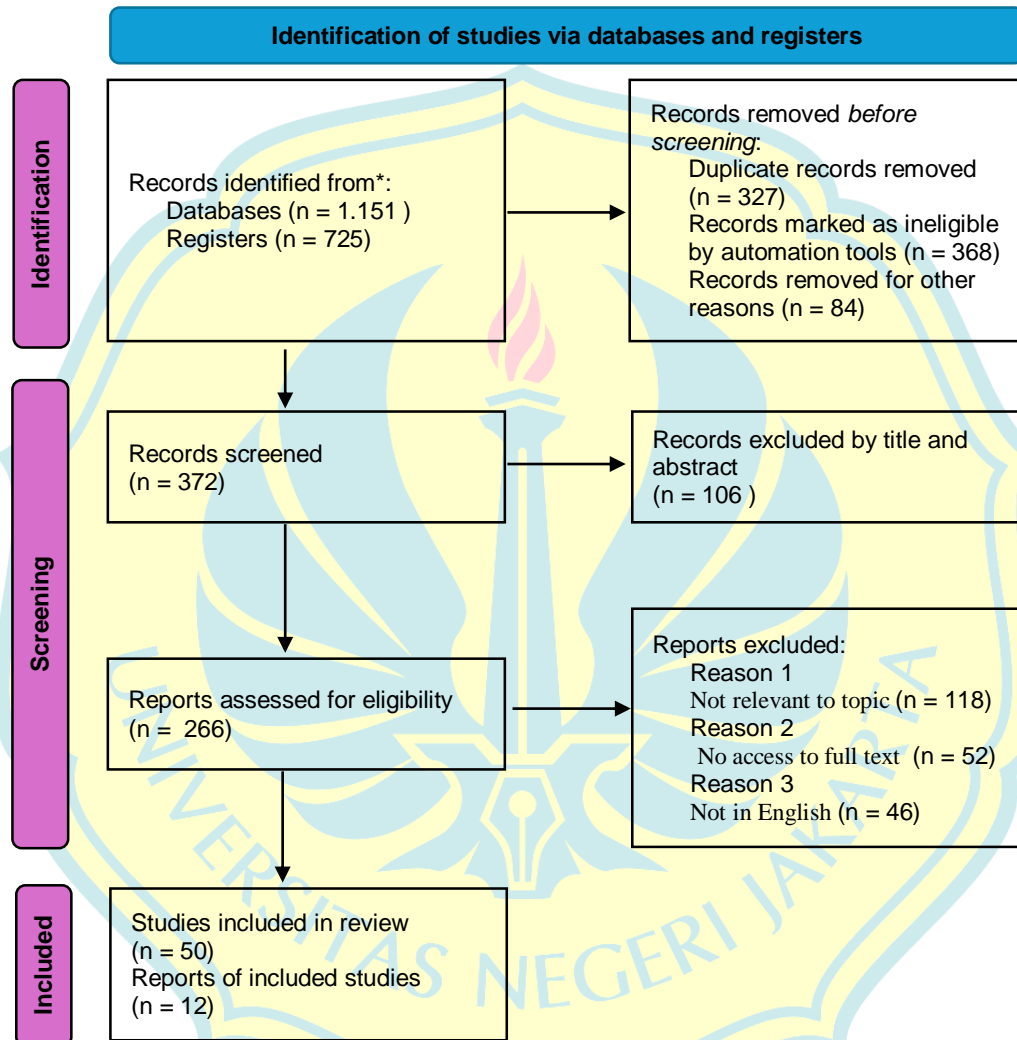 Identification of studies via databases and registers
Identification
Records identified from*:
Databases (n = 1.151 )
Registers (n = 725)
Records removed before
screening:
Duplicate records removed
(n = 327)
Records marked as ineligible
by automation tools (n = 368)
Records removed for other
reasons (n = 84)
Screening
Records screened
(n = 372)
Records excluded by title and
abstract
(n = 106 )
Reports assessed for eligibility
(n = 266)
Reports excluded:
Reason 1
Not relevant to topic (n = 118)
Reason 2
No access to full text (n = 52)
Reason 3
Not in English (n = 46)
Included
Studies included in review
(n = 50)
Reports of included studies
(n = 12)
UNIVERSITAS NEGERI JAKARTA